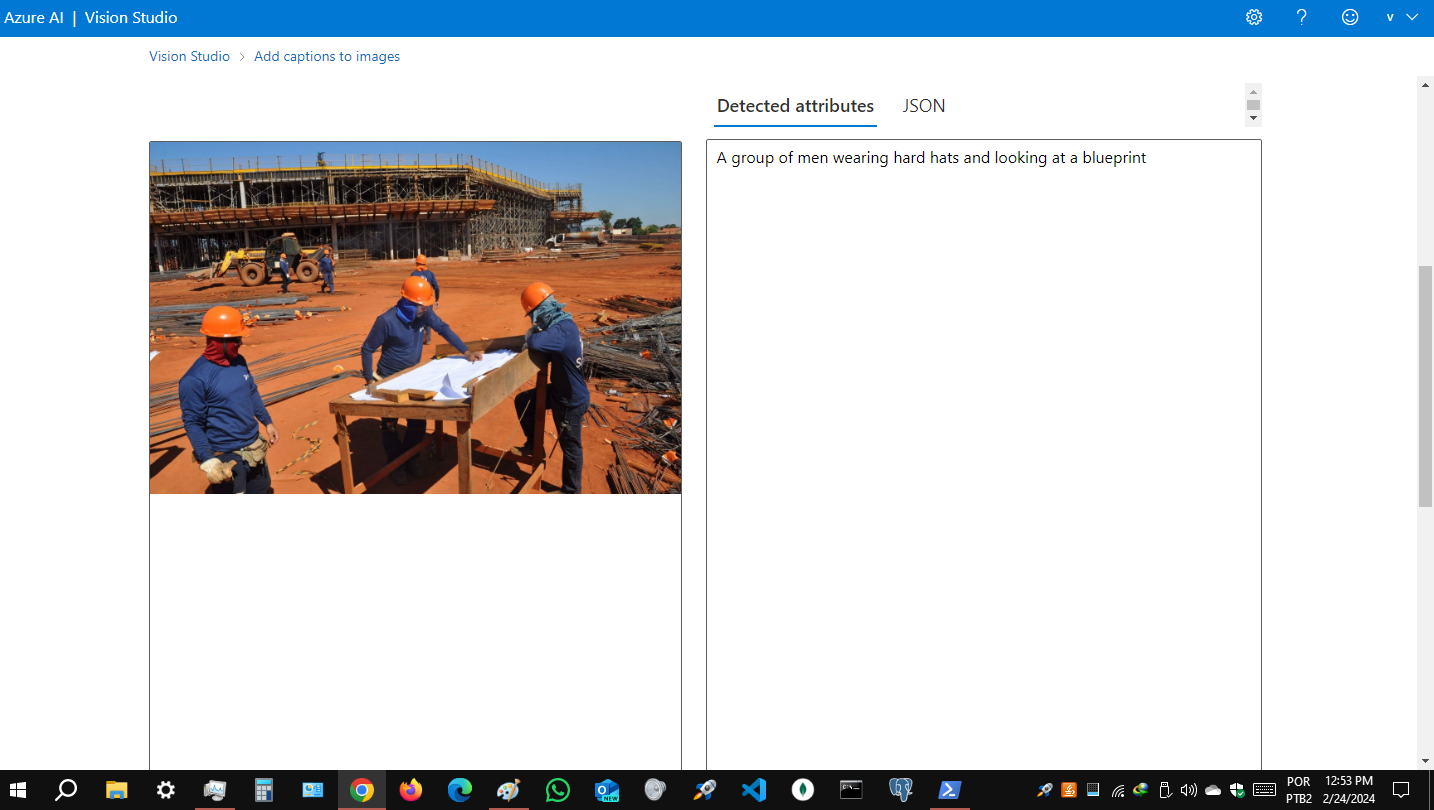 Azure AI | Vision Studio
v
Vision Studio > Add captions to images
Detected attributes
JSON
A group of men wearing hard hats and looking at a blueprint
NEW
POR
PTB2
12:53 PM
2/24/2024